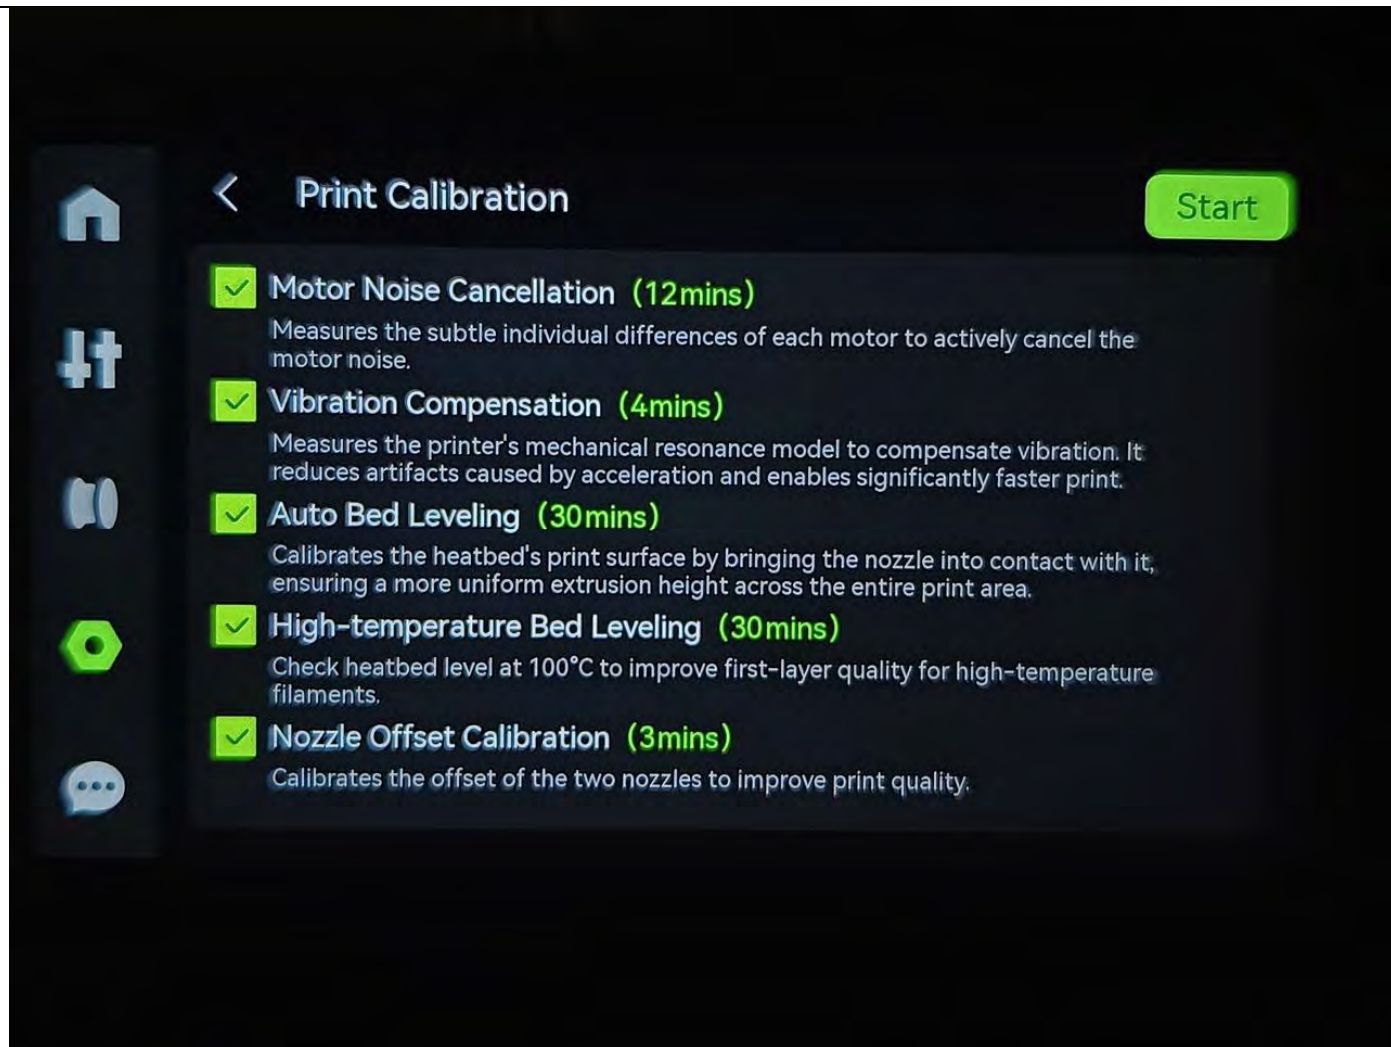 Print Calibration
Start
Motor Noise Cancellation (12mins)
Measures the subtle individual differences of each motor to actively cancel the
motor noise.
Vibration Compensation (4mins)
Measures the printer's mechanical resonance model to compensate vibration. It
reduces artifacts caused by acceleration and enables significantly faster print.
Auto Bed Leveling (30mins)
Calibrates the heatbed's print surface by bringing the nozzle into contact with it,
ensuring a more uniform extrusion height across the entire print area.
High-temperature Bed Leveling (30mins)
Check heatbed level at 100°C to improve first-layer quality for high-temperature
filaments.
Nozzle Offset Calibration (3mins)
Calibrates the offset of the two nozzles to improve print quality.